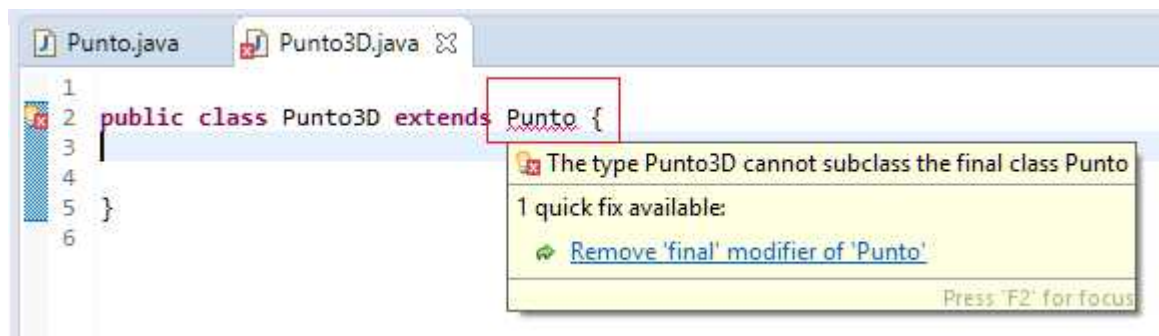 Punto.java Punto3D.java
1
2 public class Punto3D extends Punto {
3
4
5 }
6
The type Punto3D cannot subclass the final class Punto
1 quick fix available:
Remove 'final' modifier of 'Punto'
Press 'F2' for focus